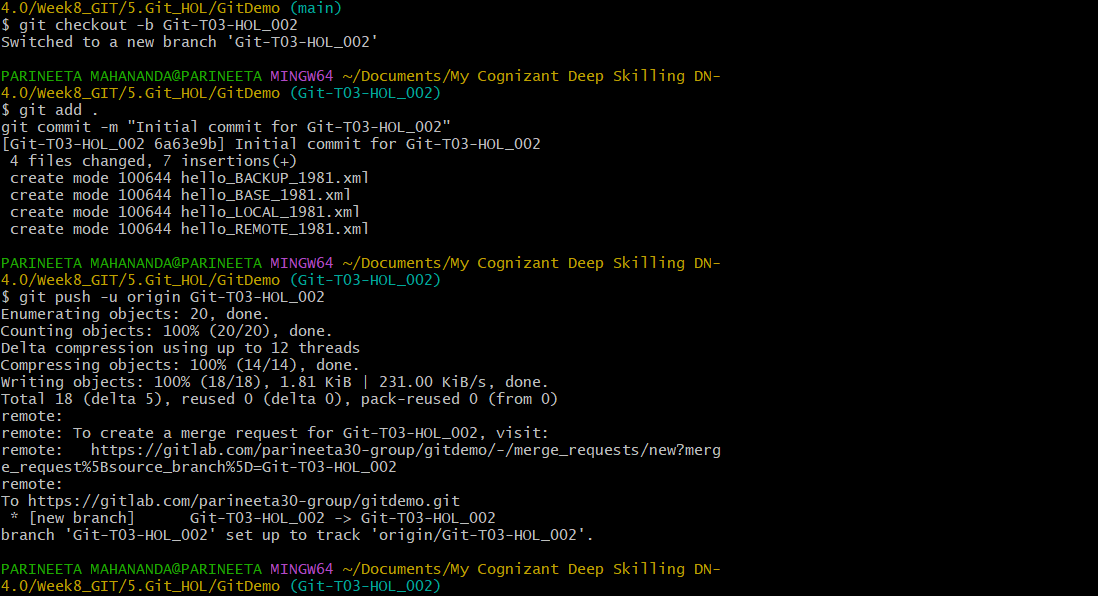 4.0/Week8_GIT/5.Git_HOL/GitDemo (main)
$ git checkout -b Git-T03-HOL_002
Switched to a new branch 'Git-T03-HOL_002'
PARINEETA MAHANANDA@PARINEETA MINGW64 ~/Documents/My Cognizant Deep Skilling DN-
4.0/Week8_GIT/5.Git_HOL/GitDemo (Git-T03-HOL_002)
$ git add .
git commit -m "Initial commit for Git-T03-HOL_002"
[Git-T03-HOL_002 6a63e9b] Initial commit for Git-T03-HOL_002
 4 files changed, 7 insertions(+)
 create mode 100644 hello_BACKUP_1981.xml
 create mode 100644 hello_BASE_1981.xml
 create mode 100644 hello_LOCAL_1981.xml
 create mode 100644 hello_REMOTE_1981.xml
PARINEETA MAHANANDA@PARINEETA MINGW64 ~/Documents/My Cognizant Deep Skilling DN-
4.0/Week8_GIT/5.Git_HOL/GitDemo (Git-T03-HOL_002)
$ git push -u origin Git-T03-HOL_002
Enumerating objects: 20, done.
Counting objects: 100% (20/20), done.
Delta compression using up to 12 threads
Compressing objects: 100% (14/14), done.
Writing objects: 100% (18/18), 1.81 KiB | 231.00 KiB/s, done.
Total 18 (delta 5), reused 0 (delta 0), pack-reused 0 (from 0)
remote:
remote: To create a merge request for Git-T03-HOL_002, visit:
remote:   https://gitlab.com/parineeta30-group/gitdemo/-/merge_requests/new?merg
e_request%5Bsource_branch%5D=Git-T03-HOL_002
remote:
To https://gitlab.com/parineeta30-group/gitdemo.git
 * [new branch]      Git-T03-HOL_002 -> Git-T03-HOL_002
branch 'Git-T03-HOL_002' set up to track 'origin/Git-T03-HOL_002'.
PARINEETA MAHANANDA@PARINEETA MINGW64 ~/Documents/My Cognizant Deep Skilling DN-
4.0/Week8_GIT/5.Git_HOL/GitDemo (Git-T03-HOL_002)